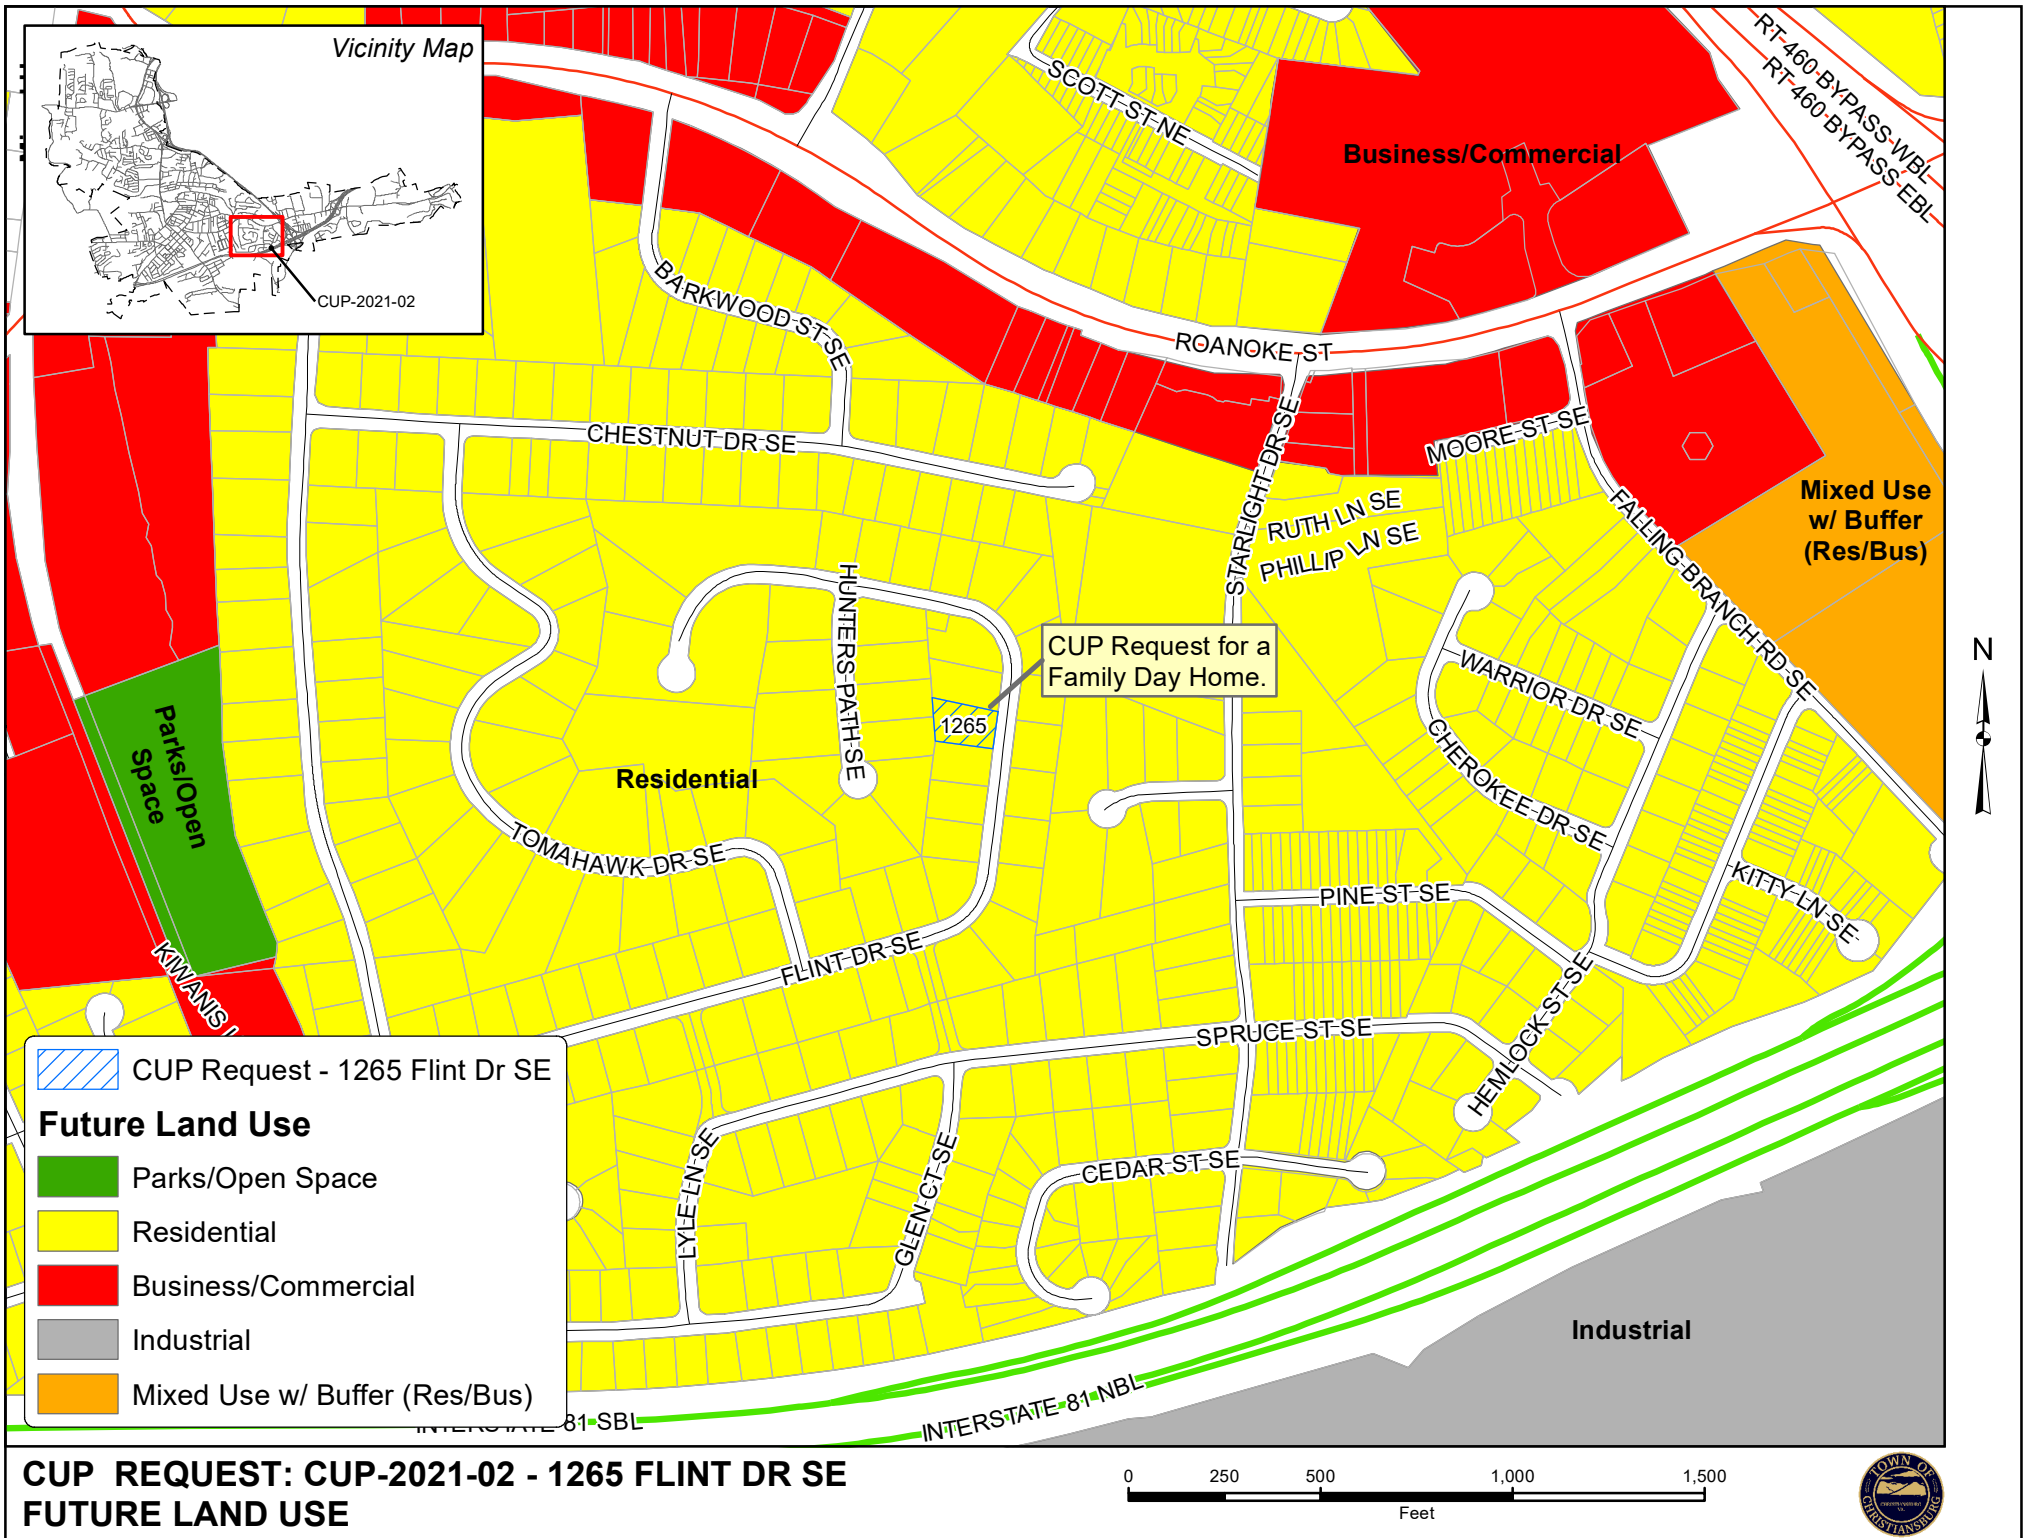 Vicinity Map
CUP-2021-02
RT 460 BYPASS WBL
RT 460 BYPASS EBL
SCOTT ST NE
Business/Commercial
BARKWOOD ST SE
ROANOKE ST
CHESTNUT DR SE
STARLIGHT DR SE
MOORE ST SE
RUTH LN SE
PHILLIP LN SE
FALLING BRANCH RD SE
Mixed Use
w/ Buffer
(Res/Bus)
HUNTERS PATH SE
CUP Request for a
Family Day Home.
1265
WARRIOR DR SE
CHEROKEE DR SE
Parks/Open
Space
Residential
TOMAHAWK DR SE
PINE ST SE
KITTY LN SE
FLINT DR SE
KIWANIS
HEMLOCK ST SE
SPRUCE ST SE
LYLE LN SE
GLEN CT SE
CEDAR ST SE
Industrial
INTERSTATE 81 NBL
INTERSTATE 81 SBL
N
CUP Request - 1265 Flint Dr SE
Future Land Use
Parks/Open Space
Residential
Business/Commercial
Industrial
Mixed Use w/ Buffer (Res/Bus)
CUP REQUEST: CUP-2021-02 - 1265 FLINT DR SE
FUTURE LAND USE
0 250 500 1,000 1,500
Feet
TOWN OF
CHRISTIANSBURG